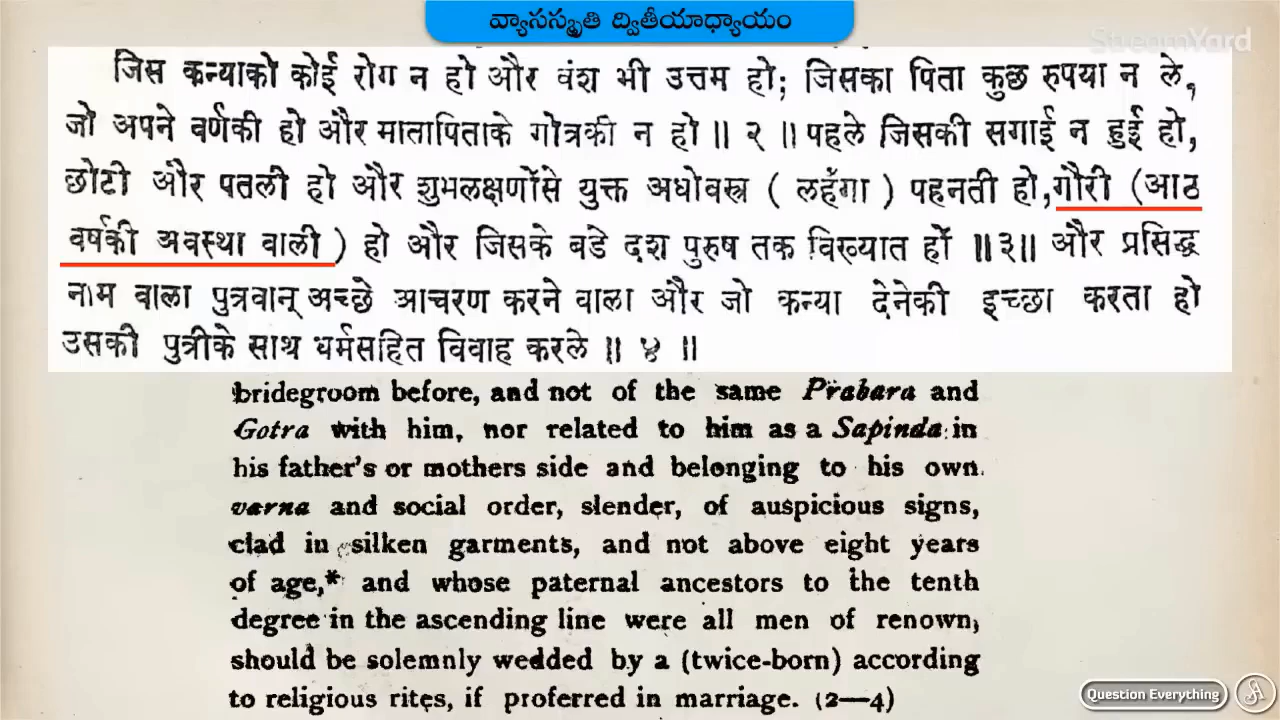 వ్యాసస్మృతి ద్వితీయాధ్యాయం
StreamYard
जिस कन्याको कोई रोग न हो और वंश भी उत्तम हो; जिसका पिता कुछ रुपया न ले,
जो अपने वर्णकी हो और मातापिताके गोत्रकी न हो ॥ २ ॥ पहले जिसकी सगाई न हुई हो,
छोटी और पतली हो और शुभलक्षणोंसे युक्त अधोवस्त्र ( लहँगा ) पहनती हो,गौरी (आठ
वर्षकी अवस्था वाली ) हो और जिसके बडे दश पुरुष तक विख्यात हों ॥३॥ और प्रसिद्ध
नाम वाला पुत्रवान् अच्छे आचरण करने वाला और जो कन्या देनेकी इच्छा करता हो
उसकी पुत्रीके साथ धर्मसहित विवाह करले ॥ ४ ॥
bridegroom before, and not of the same Prabara and
Gotra with him, nor related to him as a Sapinda in
his father's or mothers side and belonging to his own
varna and social order, slender, of auspicious signs,
clad in silken garments, and not above eight years
of age,* and whose paternal ancestors to the tenth
degree in the ascending line were all men of renown,
should be solemnly wedded by a (twice-born) according
to religious rites, if proferred in marriage. (2—4)
Question Everything